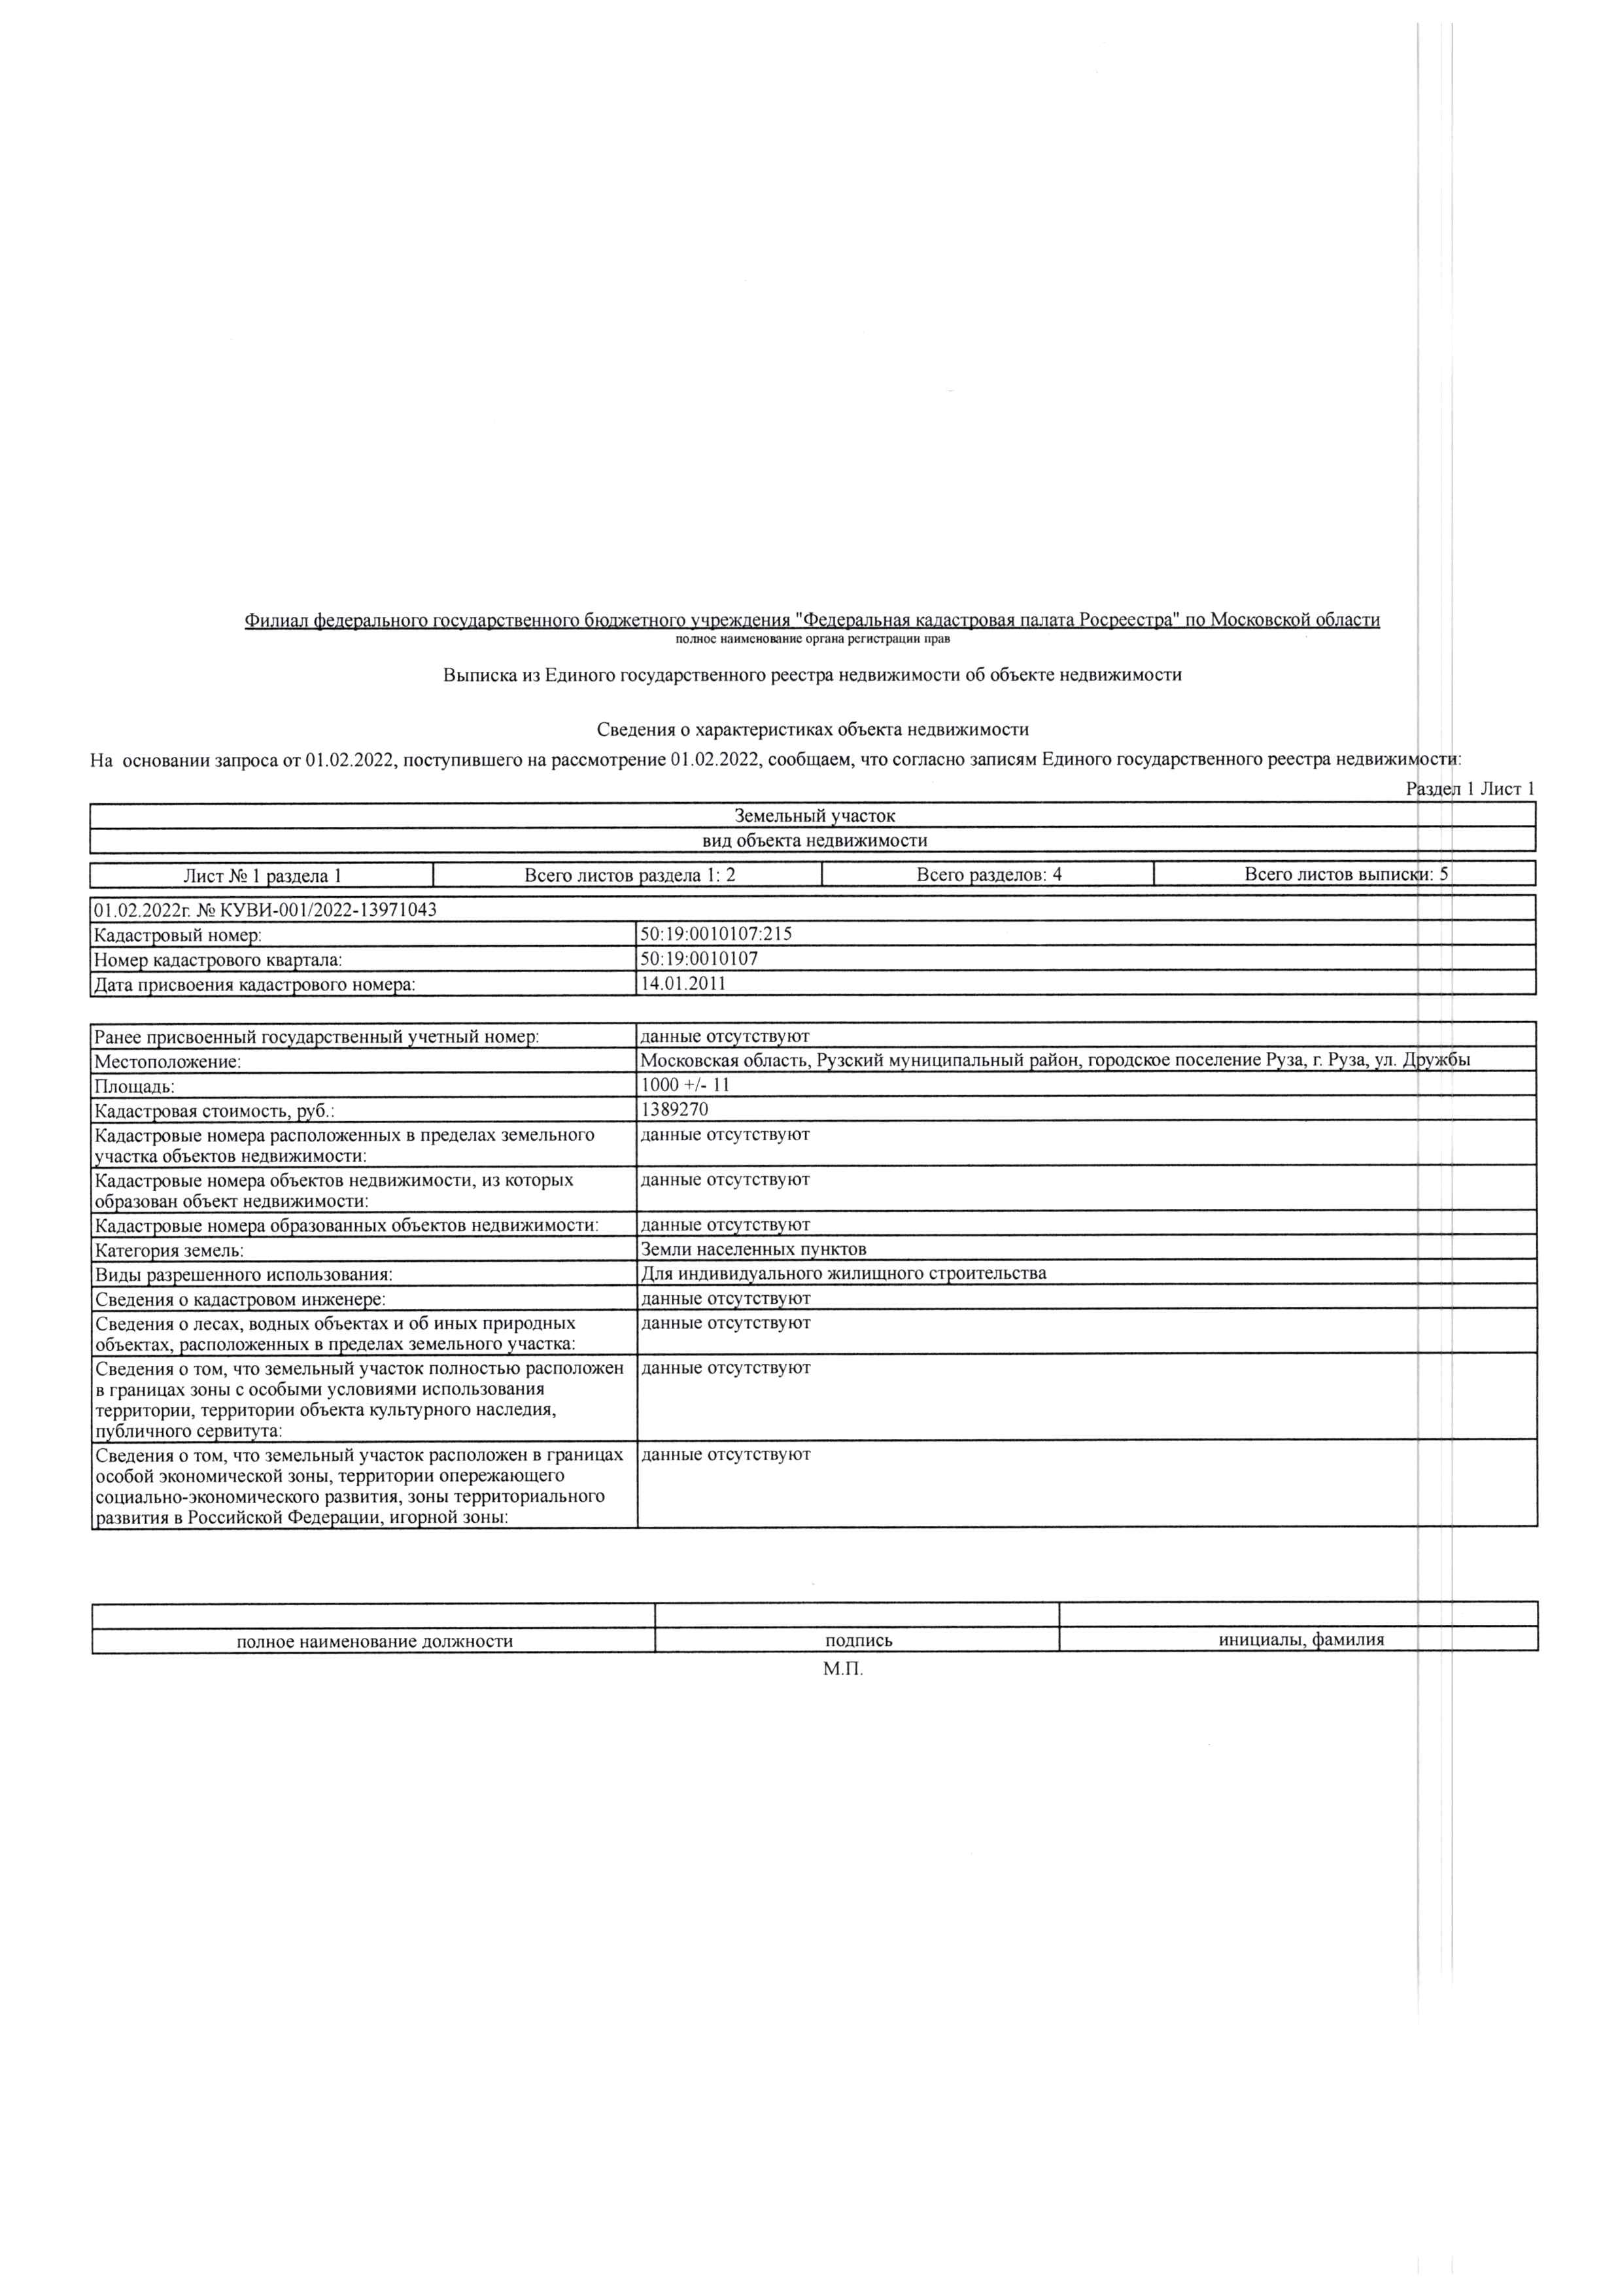 Филиал федерального государственного бюджетного учреждения "Федеральная кадастровая палата Росреестра" по Московской области
полное наименование органа регистрации прав
Выписка из Единого государственного реестра недвижимости об объекте недвижимости
Сведения о характеристиках объекта недвижимости
На основании запроса от 01.02.2022, поступившего на рассмотрение 01.02.2022, сообщаем, что согласно записям Единого государственного реестра недвижимости:
Раздел 1 Лист 1
Земельный участок
вид объекта недвижимости
Лист № 1 раздела 1 Всего листов раздела 1: 2 Всего разделов: 4 Всего листов выписки: 5
01.02.2022г. № КУВИ-001/2022-13971043
Кадастровый номер: 50:19:0010107:215
Номер кадастрового квартала: 50:19:0010107
Дата присвоения кадастрового номера: 14.01.2011
Ранее присвоенный государственный учетный номер: данные отсутствуют
Местоположение: Московская область, Рузский муниципальный район, городское поселение Руза, г. Руза, ул. Дружбы
Площадь: 1000 +/- 11
Кадастровая стоимость, руб.: 1389270
Кадастровые номера расположенных в пределах земельного данные отсутствуют
участка объектов недвижимости:
Кадастровые номера объектов недвижимости, из которых данные отсутствуют
образован объект недвижимости:
Кадастровые номера образованных объектов недвижимости: данные отсутствуют
Категория земель: Земли населенных пунктов
Виды разрешенного использования: Для индивидуального жилищного строительства
Сведения о кадастровом инженере: данные отсутствуют
Сведения о лесах, водных объектах и об иных природных данные отсутствуют
объектах, расположенных в пределах земельного участка:
Сведения о том, что земельный участок полностью расположен данные отсутствуют
в границах зоны с особыми условиями использования
территории, территории объекта культурного наследия,
публичного сервитута:
Сведения о том, что земельный участок расположен в границах данные отсутствуют
особой экономической зоны, территории опережающего
социально-экономического развития, зоны территориального
развития в Российской Федерации, игорной зоны:
полное наименование должности подпись инициалы, фамилия
М.П.